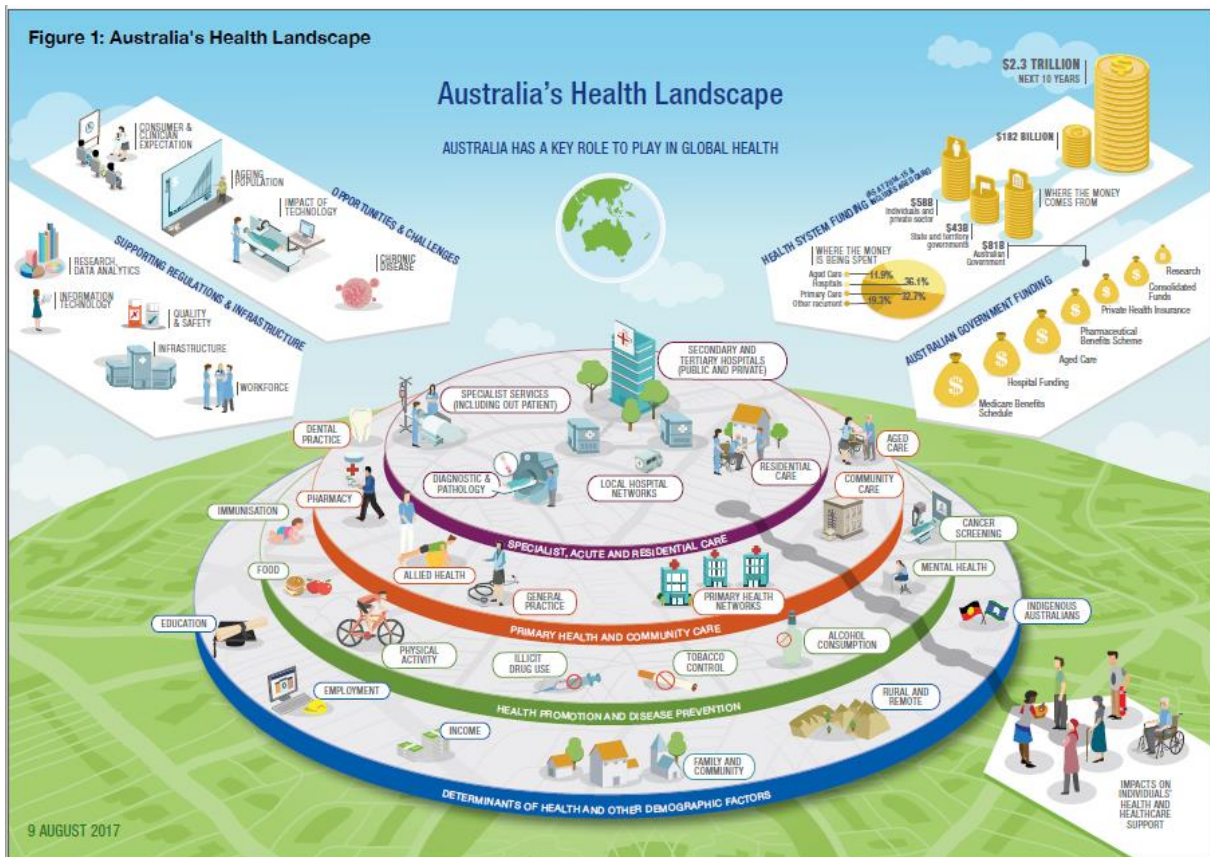 Figure 1: Australia's Health Landscape
Australia's Health Landscape
AUSTRALIA HAS A KEY ROLE TO PLAY IN GLOBAL HEALTH
CONSUMER &
CLINICIAN
EXPECTATION
AGEING
POPULATION
IMPACT OF
TECHNOLOGY
CHRONIC
DISEASE
OPPORTUNITIES & CHALLENGES
RESEARCH,
DATA ANALYTICS
INFORMATION
TECHNOLOGY
QUALITY
& SAFETY
INFRASTRUCTURE
WORKFORCE
SUPPORTING REGULATIONS & INFRASTRUCTURE
$2.3 TRILLION
NEXT 10 YEARS
$182 BILLION
HEALTH SYSTEM FUNDING
(AS AT 2014-15 &
INCLUDES AGED CARE)
WHERE THE MONEY
COMES FROM
$58B
Individuals and
private sector
$43B
State and territory
governments
$81B
Australian
Government
WHERE THE MONEY
IS BEING SPENT
Aged Care
Hospitals
Primary Care
Other recurrent
11.9%
36.1%
32.7%
19.3%
AUSTRALIAN GOVERNMENT FUNDING
Research
Consolidated
Funds
Private Health Insurance
Pharmaceutical
Benefits Scheme
Aged Care
Hospital Funding
Medicare Benefits
Schedule
SECONDARY AND
TERTIARY HOSPITALS
(PUBLIC AND PRIVATE)
SPECIALIST SERVICES
(INCLUDING OUT PATIENT)
DIAGNOSTIC &
PATHOLOGY
LOCAL HOSPITAL
NETWORKS
RESIDENTIAL
CARE
SPECIALIST, ACUTE AND RESIDENTIAL CARE
DENTAL
PRACTICE
PHARMACY
ALLIED HEALTH
GENERAL
PRACTICE
PRIMARY HEALTH
NETWORKS
COMMUNITY
CARE
AGED
CARE
PRIMARY HEALTH AND COMMUNITY CARE
IMMUNISATION
FOOD
PHYSICAL
ACTIVITY
ILLICIT
DRUG USE
TOBACCO
CONTROL
ALCOHOL
CONSUMPTION
MENTAL HEALTH
CANCER
SCREENING
HEALTH PROMOTION AND DISEASE PREVENTION
EDUCATION
EMPLOYMENT
INCOME
FAMILY AND
COMMUNITY
RURAL AND
REMOTE
INDIGENOUS
AUSTRALIANS
DETERMINANTS OF HEALTH AND OTHER DEMOGRAPHIC FACTORS
IMPACTS ON
INDIVIDUALS'
HEALTH AND
HEALTHCARE
SUPPORT
9 AUGUST 2017